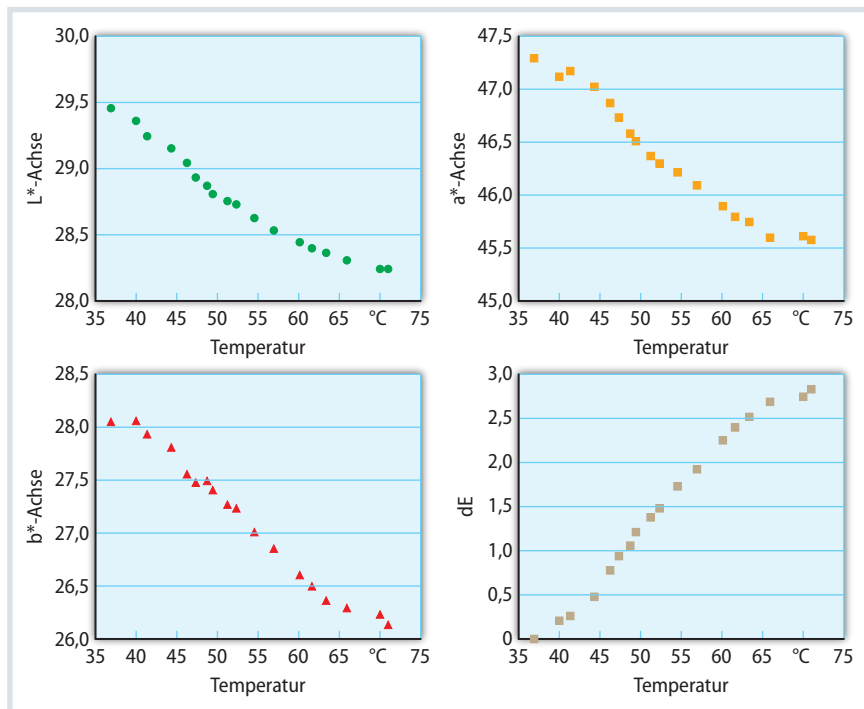 30,0
29,5
29,0
28,5
28,0
L*-Achse
35 40 45 50 55 60 65 °C 75
Temperatur
47,5
47,0
46,5
46,0
45,5
45,0
a*-Achse
35 40 45 50 55 60 65 °C 75
Temperatur
28,5
28,0
27,5
27,0
26,5
26,0
b*-Achse
35 40 45 50 55 60 65 °C 75
Temperatur
3,0
2,5
2,0
1,5
1,0
0,5
0
dE
35 40 45 50 55 60 65 °C 75
Temperatur